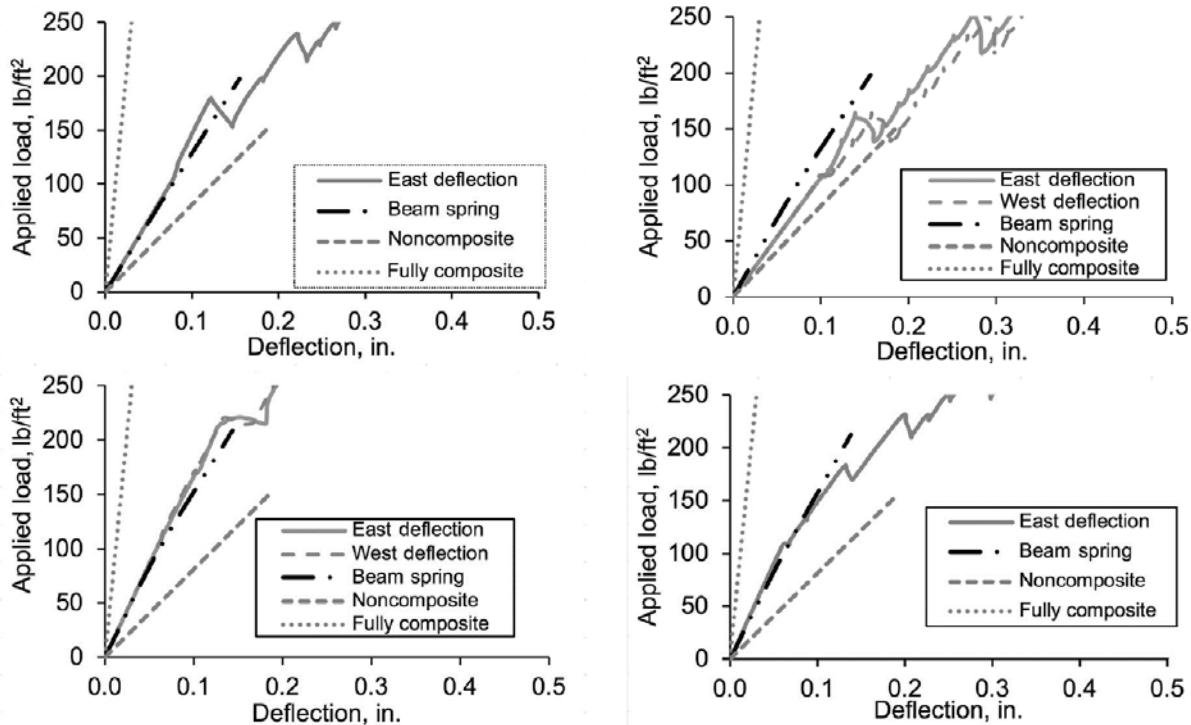 Applied load, lb/ft²
250
200
150
100
50
0
East deflection
Beam spring
Noncomposite
Fully composite
0.0 0.1 0.2 0.3 0.4 0.5
Deflection, in.
Applied load, lb/ft²
250
200
150
100
50
0
East deflection
West deflection
Beam spring
Noncomposite
Fully composite
0.0 0.1 0.2 0.3 0.4 0.5
Deflection, in.
Applied load, lb/ft²
250
200
150
100
50
0
East deflection
West deflection
Beam spring
Noncomposite
Fully composite
0.0 0.1 0.2 0.3 0.4 0.5
Deflection, in.
Applied load, lb/ft²
250
200
150
100
50
0
East deflection
Beam spring
Noncomposite
Fully composite
0.0 0.1 0.2 0.3 0.4 0.5
Deflection, in.